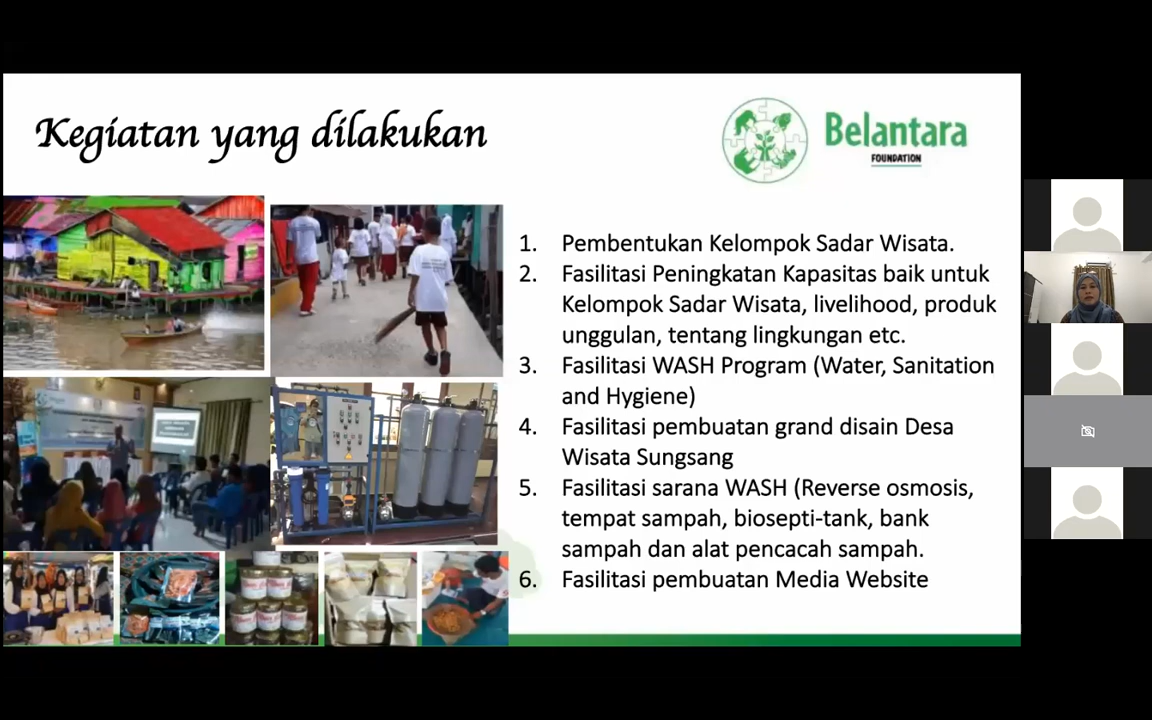 Kegiatan yang dilakukan
Belantara
FOUNDATION
1. Pembentukan Kelompok Sadar Wisata.
2. Fasilitasi Peningkatan Kapasitas baik untuk
Kelompok Sadar Wisata, livelihood, produk
unggulan, tentang lingkungan etc.
3. Fasilitasi WASH Program (Water, Sanitation
and Hygiene)
4. Fasilitasi pembuatan grand disain Desa
Wisata Sungsang
5. Fasilitasi sarana WASH (Reverse osmosis,
tempat sampah, biosepti-tank, bank
sampah dan alat pencacah sampah.
6. Fasilitasi pembuatan Media Website